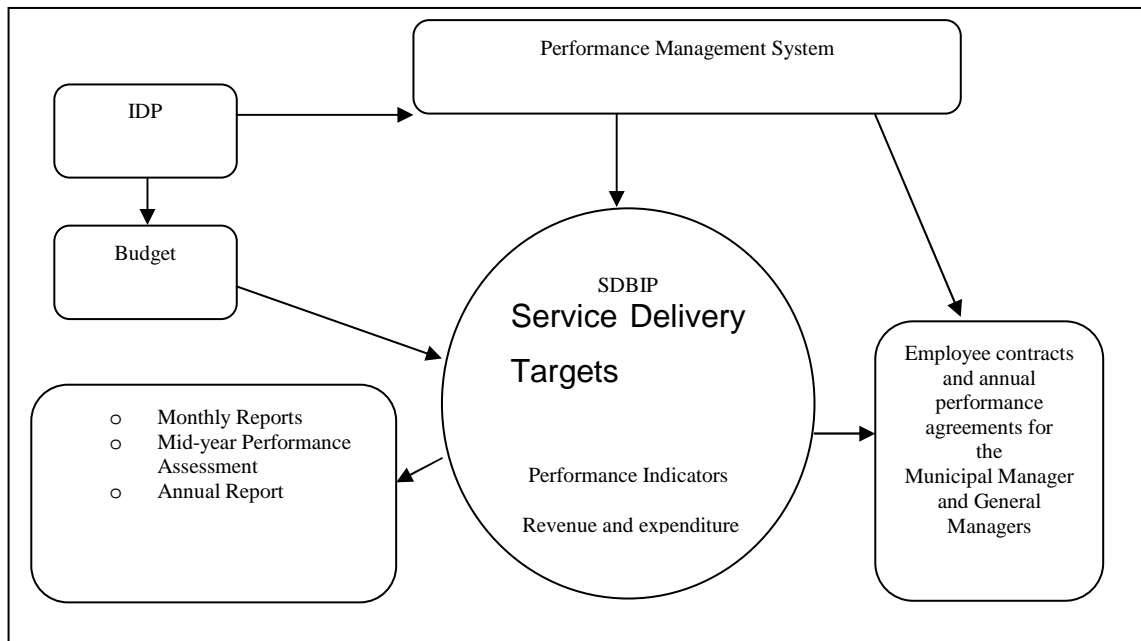 Performance Management System
IDP
Budget
SDBIP
Service Delivery
Targets
Performance Indicators
Revenue and expenditure
o Monthly Reports
o Mid-year Performance
Assessment
o Annual Report
Employee contracts
and annual
performance
agreements for
the
Municipal Manager
and General
Managers